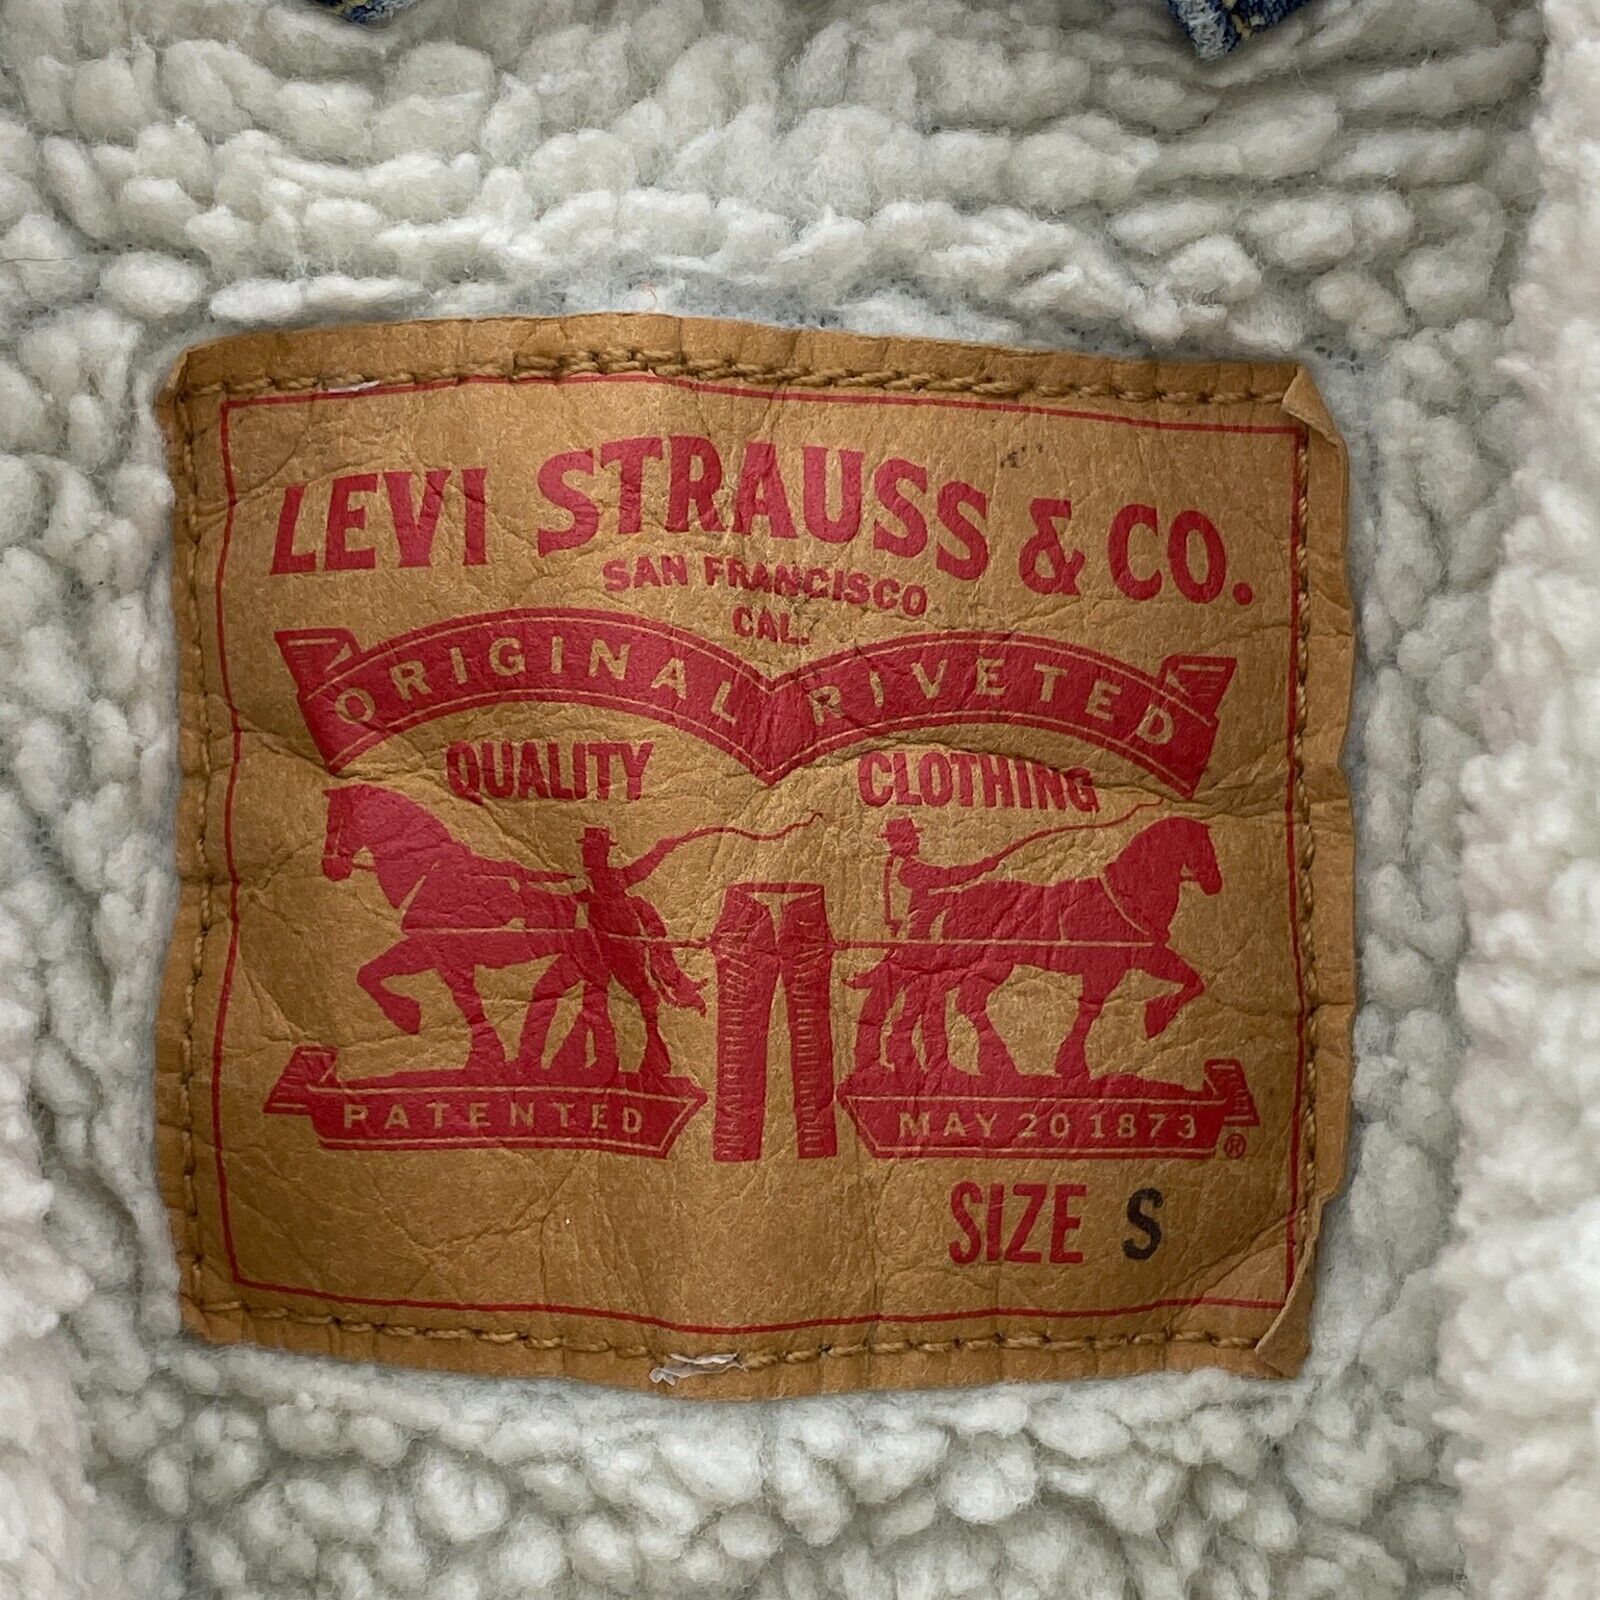 LEVI STRAUSS & CO.
SAN FRANCISCO
CAL.
ORIGINAL RIVETED
QUALITY CLOTHING
PATENTED MAY 20 1873 ®
SIZE S